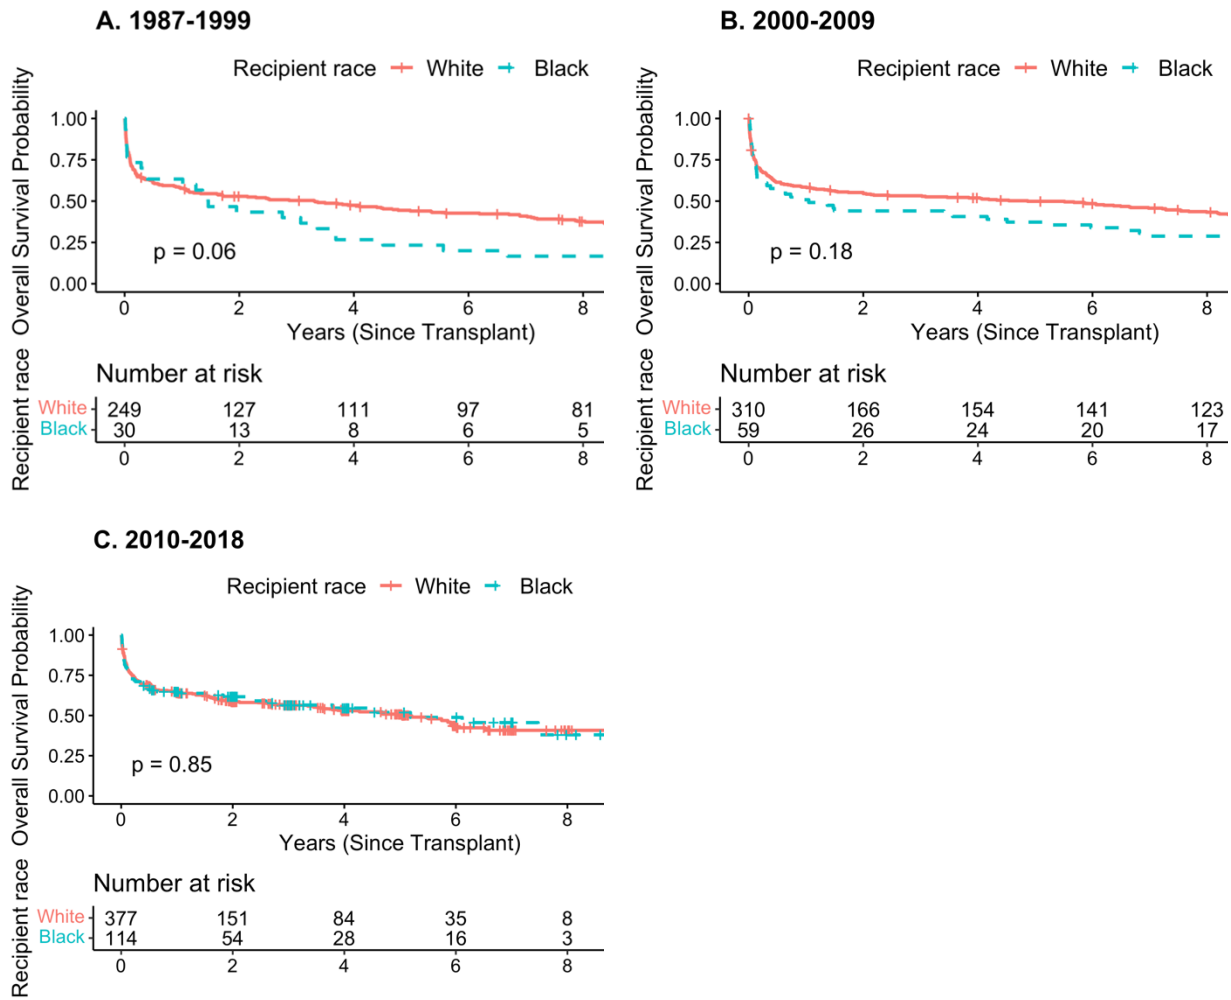 A. 1987-1999
Recipient race White Black
Overall Survival Probability
1.00
0.75
0.50
0.25
0.00
p = 0.06
0 2 4 6 8
Years (Since Transplant)
Number at risk
Recipient race
White 249 127 111 97 81
Black 30 13 8 6 5
0 2 4 6 8
B. 2000-2009
Recipient race White Black
Overall Survival Probability
1.00
0.75
0.50
0.25
0.00
p = 0.18
0 2 4 6 8
Years (Since Transplant)
Number at risk
Recipient race
White 310 166 154 141 123
Black 59 26 24 20 17
0 2 4 6 8
C. 2010-2018
Recipient race White Black
Overall Survival Probability
1.00
0.75
0.50
0.25
0.00
p = 0.85
0 2 4 6 8
Years (Since Transplant)
Number at risk
Recipient race
White 377 151 84 35 8
Black 114 54 28 16 3
0 2 4 6 8